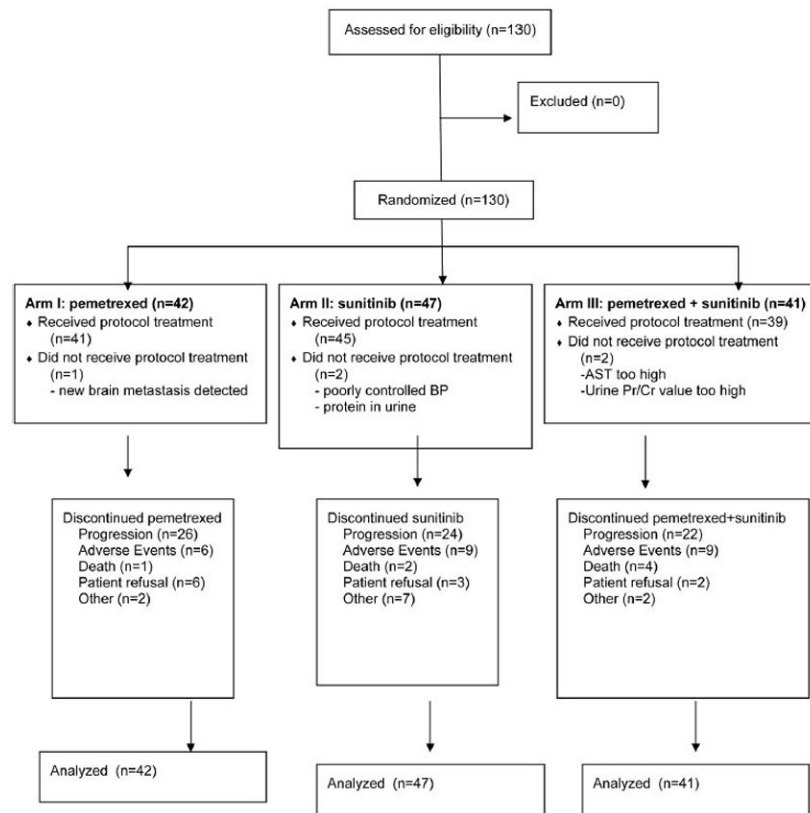 Assessed for eligibility (n=130)
Excluded (n=0)
Randomized (n=130)
Arm I: pemetrexed (n=42)
♦ Received protocol treatment
(n=41)
♦ Did not receive protocol treatment
(n=1)
- new brain metastasis detected
Arm II: sunitinib (n=47)
♦ Received protocol treatment
(n=45)
♦ Did not receive protocol treatment
(n=2)
- poorly controlled BP
- protein in urine
Arm III: pemetrexed + sunitinib (n=41)
♦ Received protocol treatment (n=39)
♦ Did not receive protocol treatment
(n=2)
-AST too high
-Urine Pr/Cr value too high
Discontinued pemetrexed
Progression (n=26)
Adverse Events (n=6)
Death (n=1)
Patient refusal (n=6)
Other (n=2)
Discontinued sunitinib
Progression (n=24)
Adverse Events (n=9)
Death (n=2)
Patient refusal (n=3)
Other (n=7)
Discontinued pemetrexed+sunitinib
Progression (n=22)
Adverse Events (n=9)
Death (n=4)
Patient refusal (n=2)
Other (n=2)
Analyzed (n=42)
Analyzed (n=47)
Analyzed (n=41)